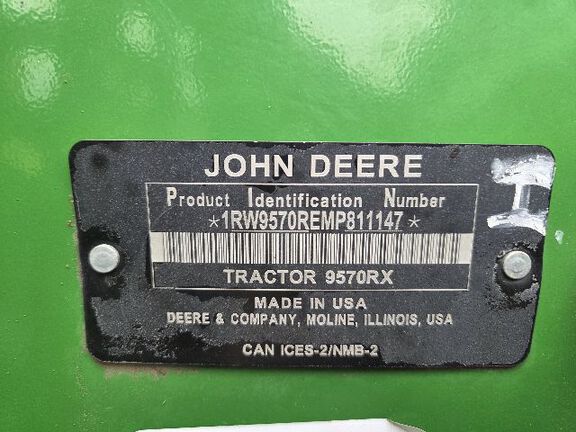 JOHN DEERE
Product Identification Number
*1RW9570REMP811147*
TRACTOR 9570RX
MADE IN USA
DEERE & COMPANY, MOLINE, ILLINOIS, USA
CAN ICES-2/NMB-2